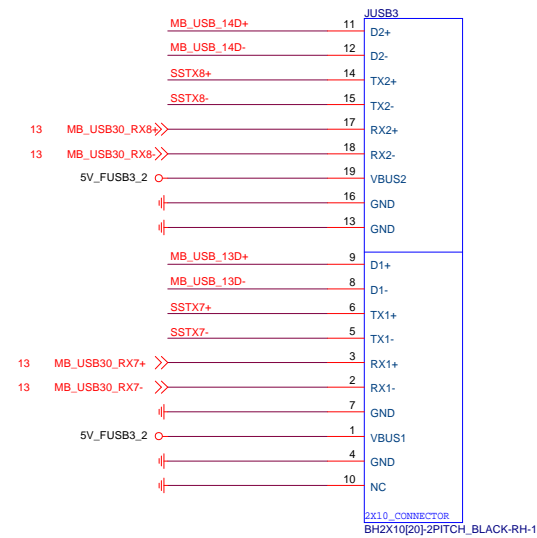 JUSB3
MB_USB_14D+ 11 D2+
MB_USB_14D- 12 D2-
SSTX8+ 14 TX2+
SSTX8- 15 TX2-
13 MB_USB30_RX8+ 17 RX2+
13 MB_USB30_RX8- 18 RX2-
5V_FUSB3_2 19 VBUS2
16 GND
13 GND
MB_USB_13D+ 9 D1+
MB_USB_13D- 8 D1-
SSTX7+ 6 TX1+
SSTX7- 5 TX1-
13 MB_USB30_RX7+ 3 RX1+
13 MB_USB30_RX7- 2 RX1-
7 GND
5V_FUSB3_2 1 VBUS1
4 GND
10 NC
2X10_CONNECTOR
BH2X10[20]-2PITCH_BLACK-RH-1